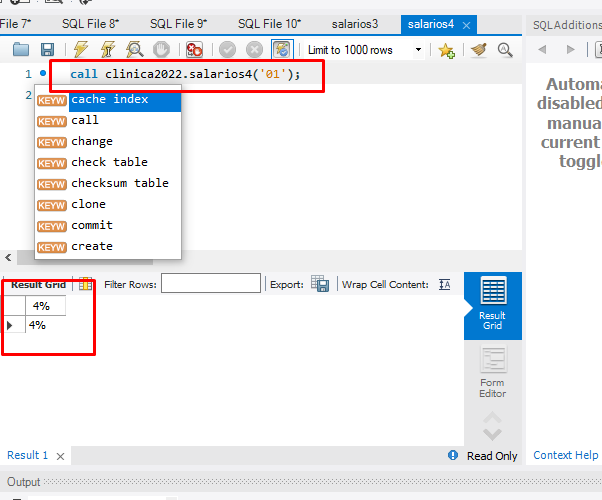 File 7* SQL File 8* SQL File 9* SQL File 10* salarios3 salarios4 SQLAdditions
Limit to 1000 rows
1 call clinica2022.salarios4('01');
2
KEYW cache index
KEYW call
KEYW change
KEYW check table
KEYW checksum table
KEYW clone
KEYW commit
KEYW create
Automa
disabled
manua
current
toggl
Result Grid Filter Rows: Export: Wrap Cell Content:
4%
4%
Result
Grid
Form
Editor
Result 1 Read Only Context Help
Output